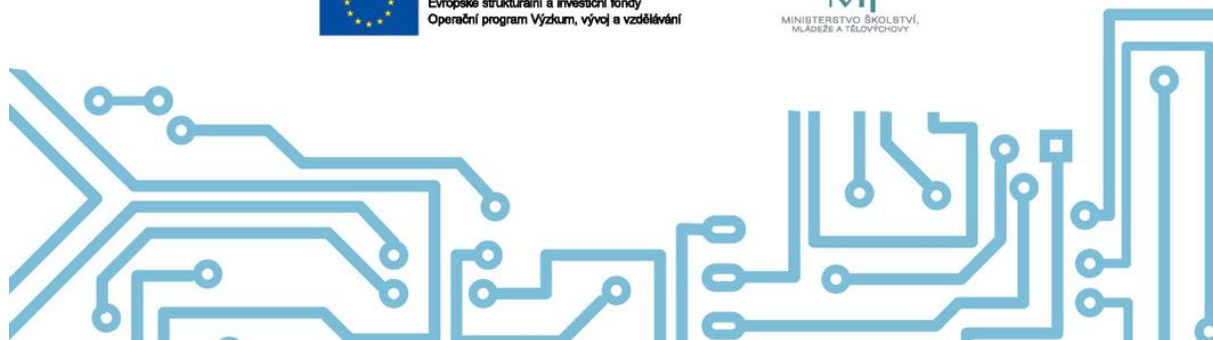 Evropské strukturální a investiční fondy
Operační program Výzkum, vývoj a vzdělávání
MINISTERSTVO ŠKOLSTVÍ,
MLÁDEŽE A TĚLOVÝCHOVY